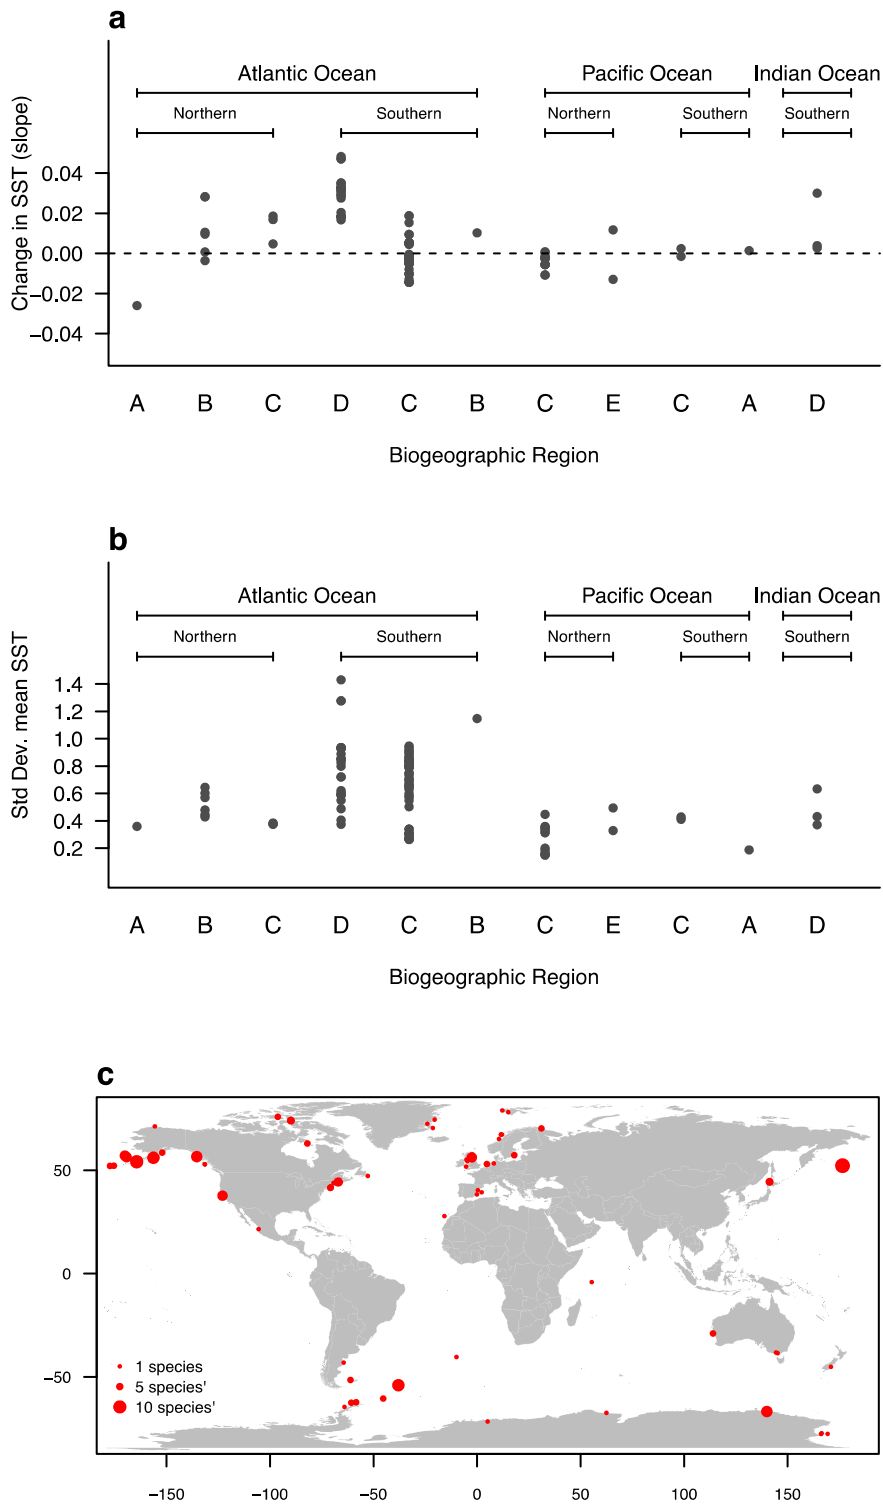 a
Atlantic Ocean Pacific Ocean Indian Ocean
Northern Southern Northern Southern Southern
Change in SST (slope)
0.04
0.02
0.00
−0.02
−0.04
A B C D C B C E C A D
Biogeographic Region
b
Atlantic Ocean Pacific Ocean Indian Ocean
Northern Southern Northern Southern Southern
Std Dev. mean SST
1.4
1.2
1.0
0.8
0.6
0.4
0.2
A B C D C B C E C A D
Biogeographic Region
c
50
0
−50
1 species
5 species'
10 species'
−150 −100 −50 0 50 100 150